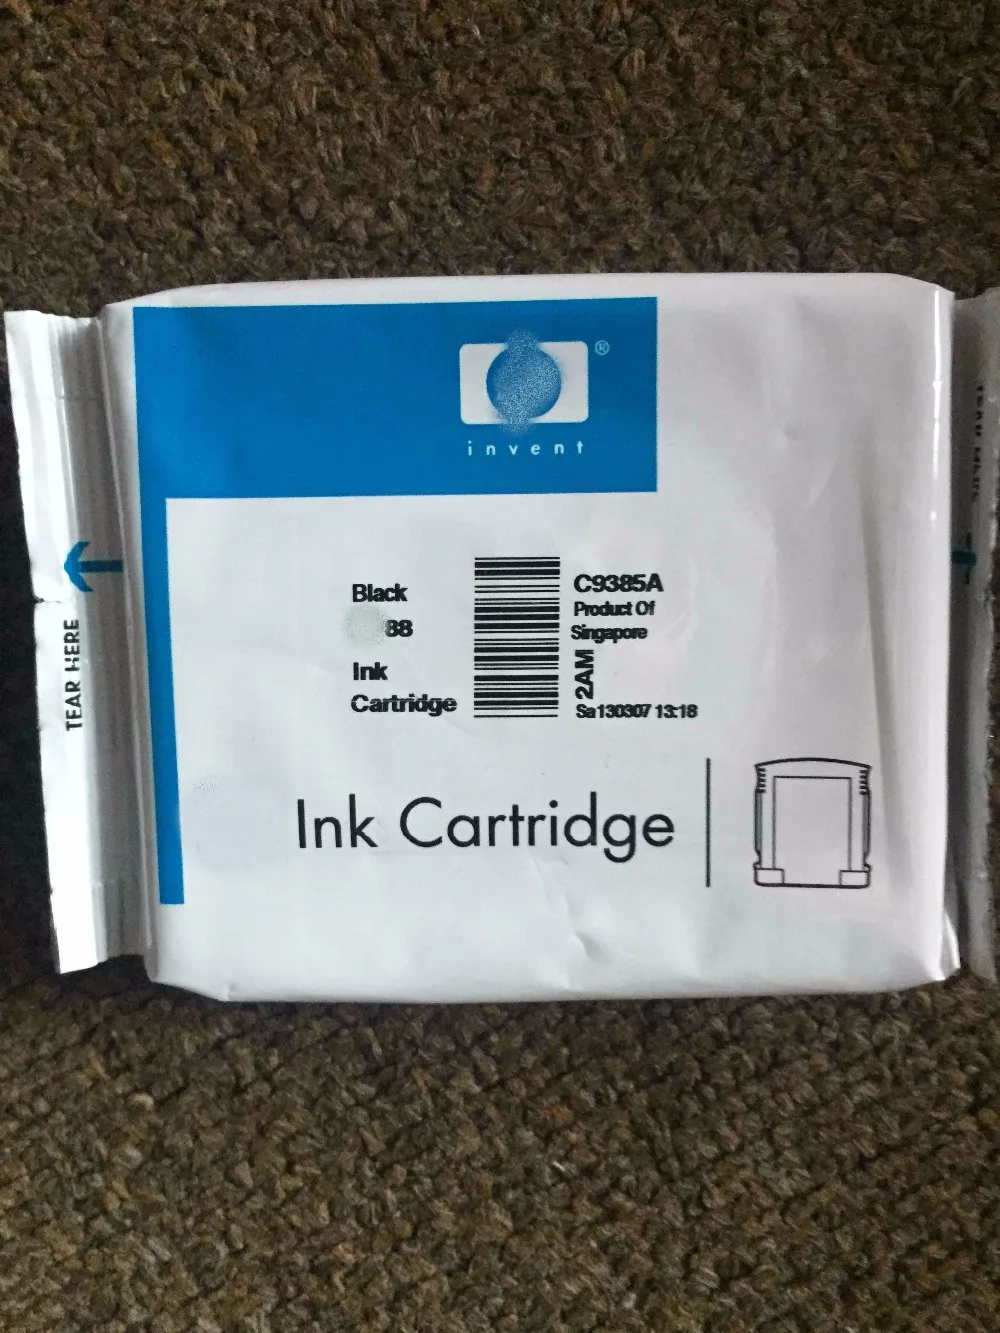 ®
invent
Black
88
Ink
Cartridge
C9385A
Product Of
Singapore
2AM
Sa130307 13:18
Ink Cartridge
TEAR HERE